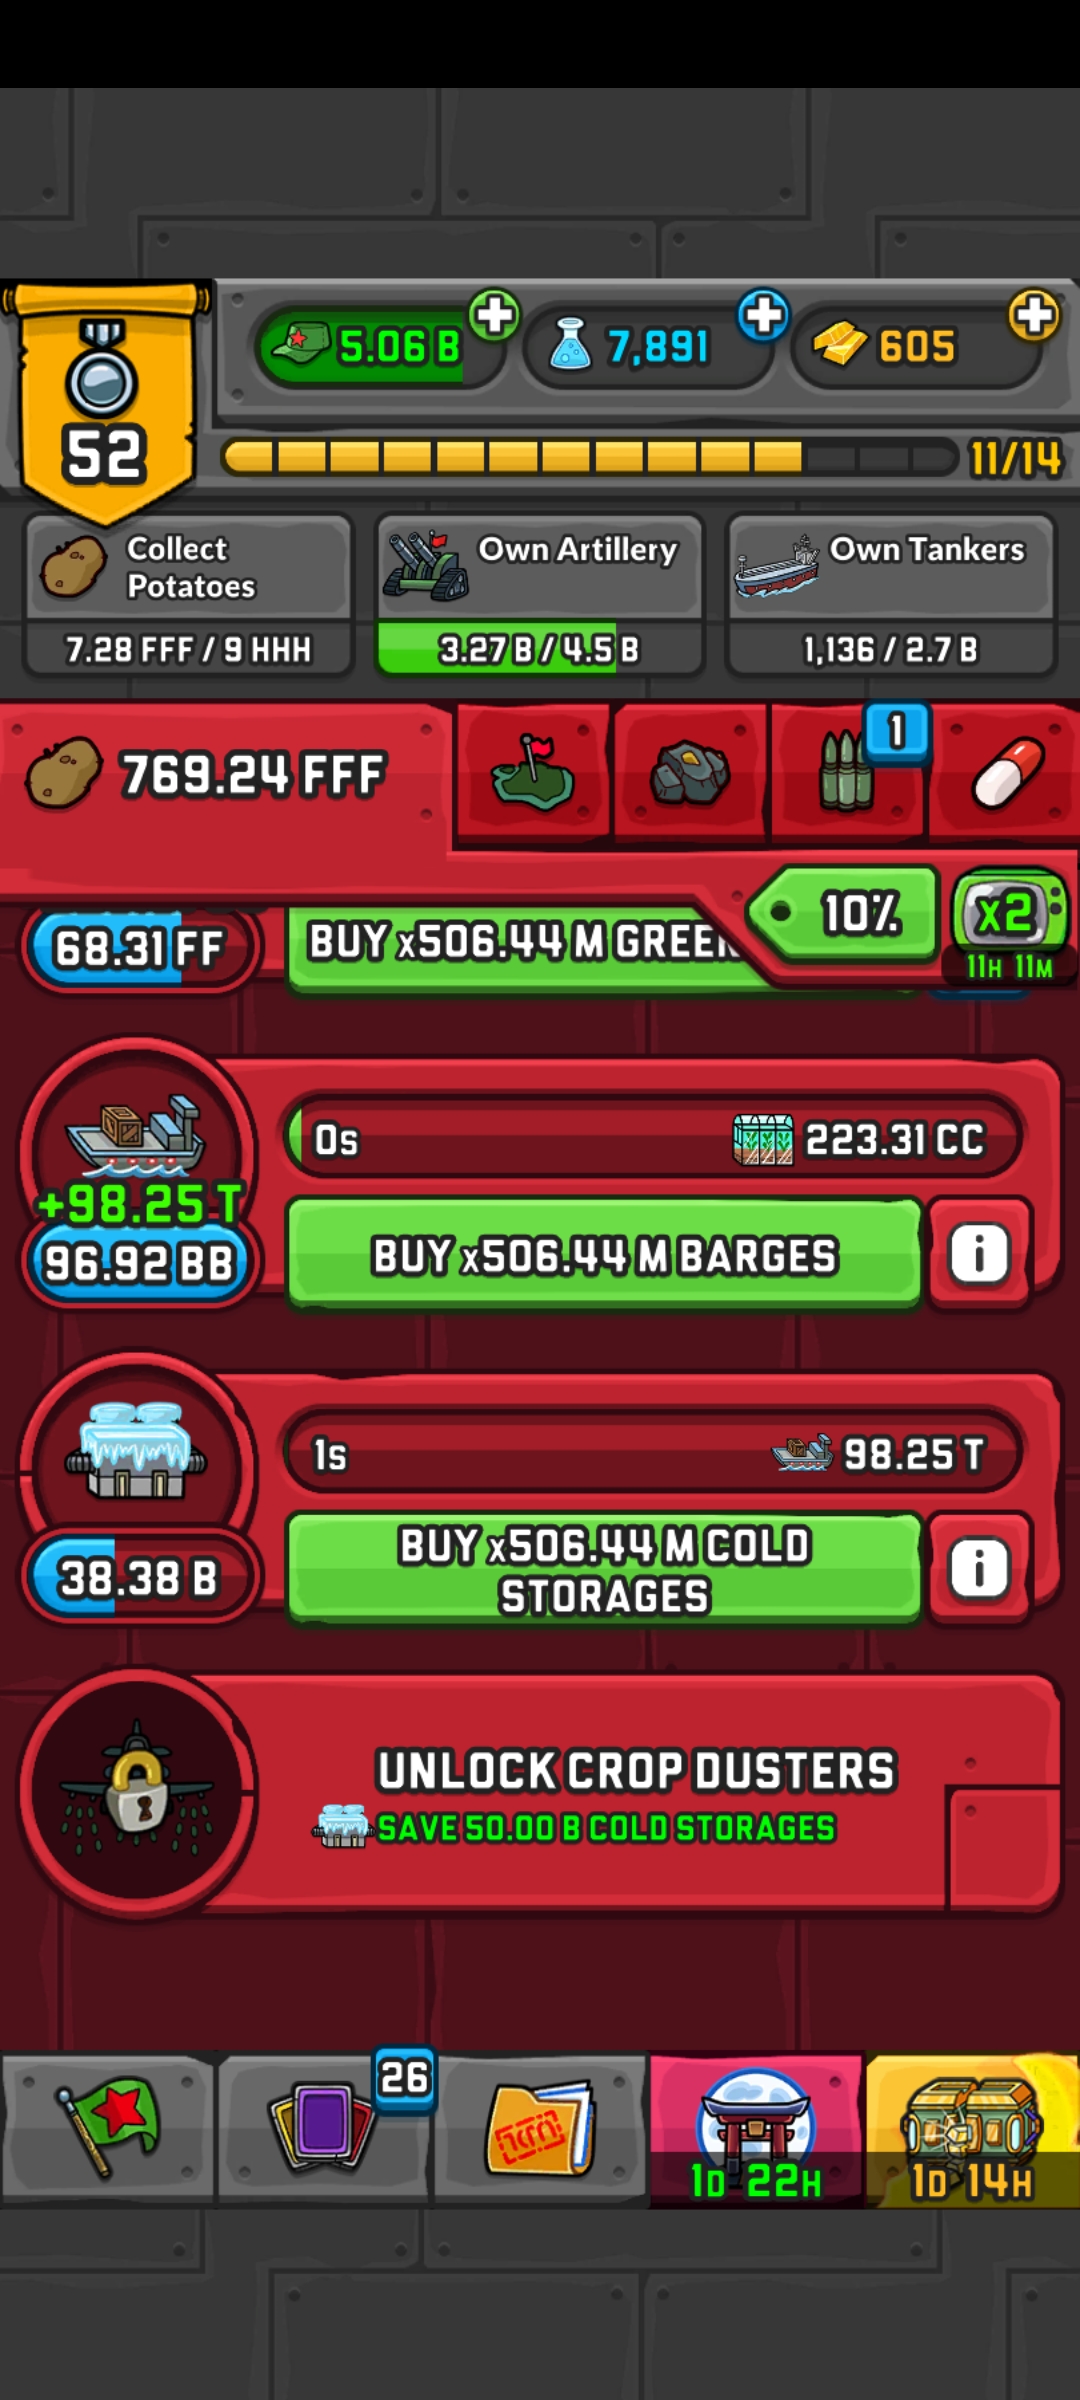 5.06 B
7,891
605
52
11/14
Collect
Potatoes
7.28 FFF / 9 HHH
Own Artillery
3.27 B / 4.5 B
Own Tankers
1,136 / 2.7 B
769.24 FFF
1
10%
x2
11H 11M
68.31 FF
BUY x506.44 M
0s
223.31 CC
+98.25 T
96.92 BB
BUY x506.44 M BARGES
i
1s
98.25 T
38.38 B
BUY x506.44 M COLD
STORAGES
i
UNLOCK CROP DUSTERS
SAVE 50.00 B COLD STORAGES
26
1D 22H
1D 14H